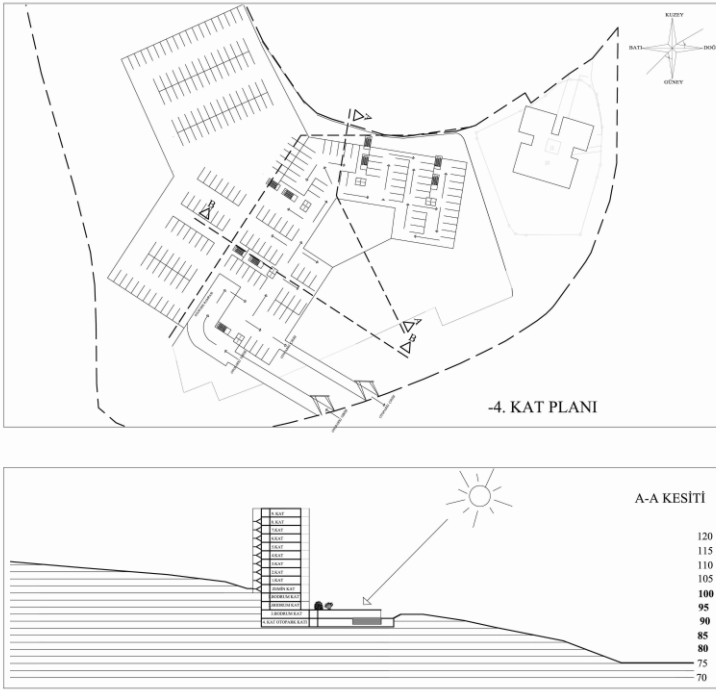 KUZEY
BATI
DOĞU
GÜNEY
B
A
A
B
-4. KAT PLANI
A-A KESİTİ
9. KAT
8. KAT
7.KAT
6.KAT
5.KAT
4.KAT
3.KAT
2.KAT
1.KAT
ZEMİN KAT
BODRUM KAT
BODRUM KAT
3.BODRUM KAT
4. KAT OTOPARK KATI
120
115
110
105
100
95
90
85
80
75
70